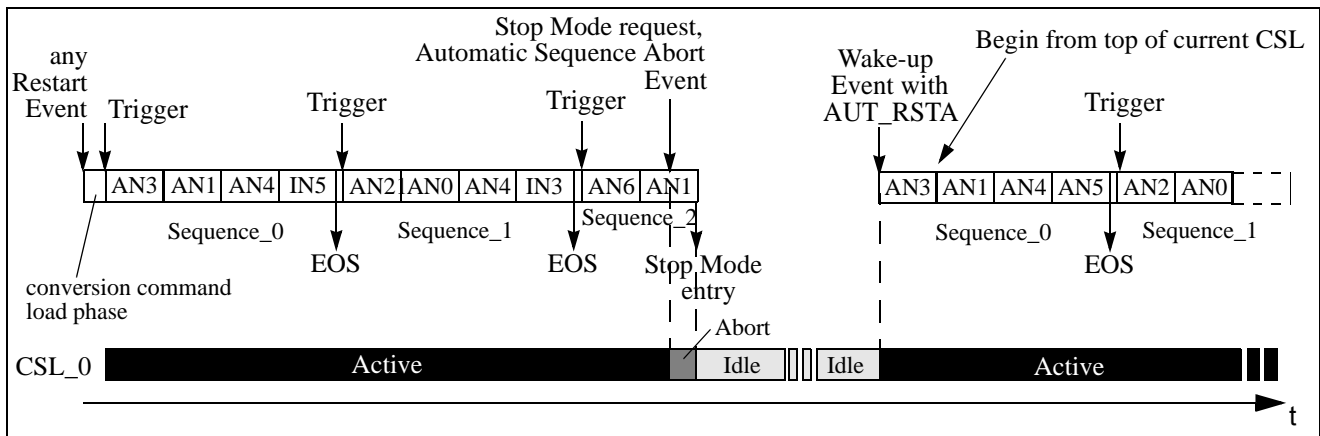 Stop Mode request,
Automatic Sequence Abort
Event
any
Restart
Event
Trigger
Trigger
Trigger
Wake-up
Event with
AUT_RSTA
Begin from top of current CSL
Trigger
AN3 AN1 AN4 IN5 AN21 AN0 AN4 IN3 AN6 AN1
AN3 AN1 AN4 AN5 AN2 AN0
Sequence_0
Sequence_1
Sequence_2
Sequence_0
Sequence_1
EOS
EOS
Stop Mode
entry
EOS
conversion command
load phase
Abort
CSL_0
Active
Idle
Idle
Active
t